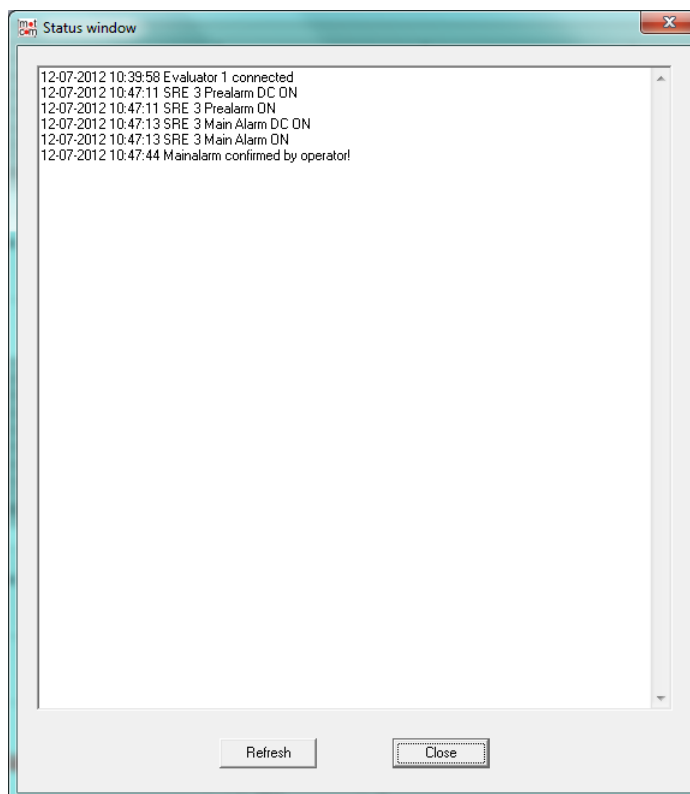 met
com
Status window
12-07-2012 10:39:58 Evaluator 1 connected
12-07-2012 10:47:11 SRE 3 Prealarm DC ON
12-07-2012 10:47:11 SRE 3 Prealarm ON
12-07-2012 10:47:13 SRE 3 Main Alarm DC ON
12-07-2012 10:47:13 SRE 3 Main Alarm ON
12-07-2012 10:47:44 Mainalarm confirmed by operator!
Refresh
Close